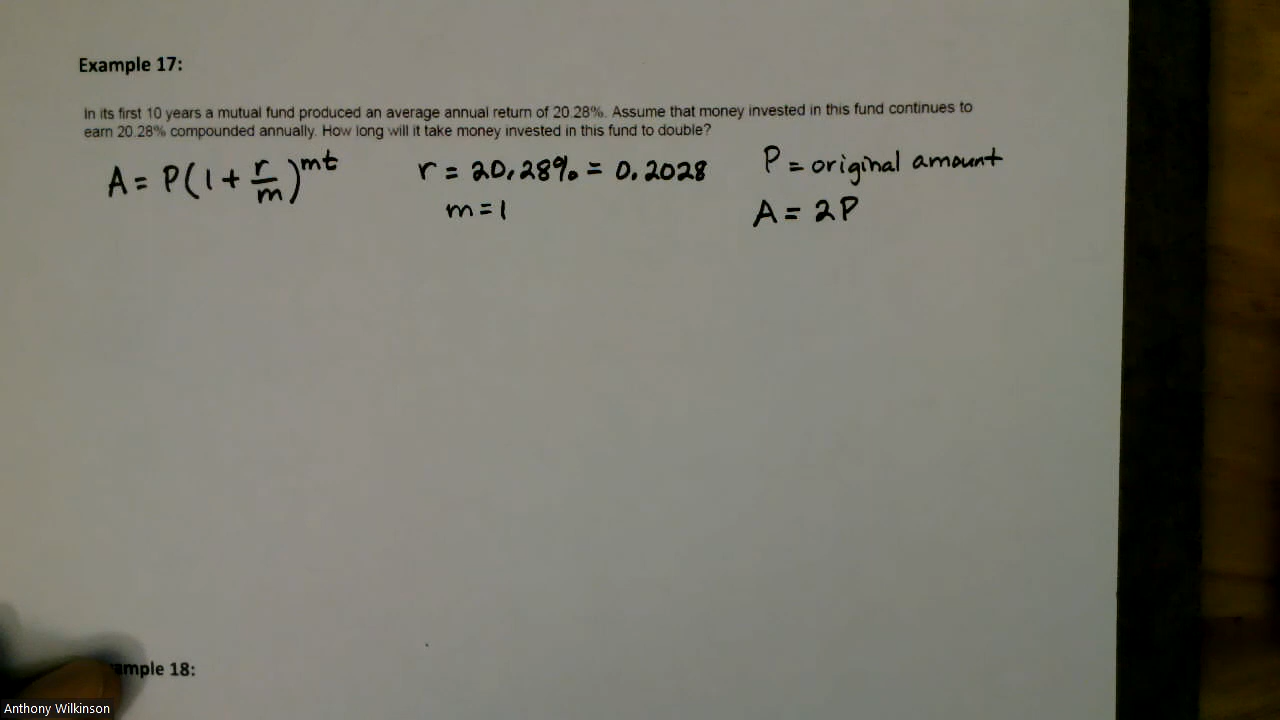 Example 17:
In its first 10 years a mutual fund produced an average annual return of 20.28%. Assume that money invested in this fund continues to
earn 20.28% compounded annually. How long will it take money invested in this fund to double?
A = P(1 + r/m)^mt r = 20.28% = 0.2028 P = original amount
m = 1 A = 2P
ample 18:
Anthony Wilkinson